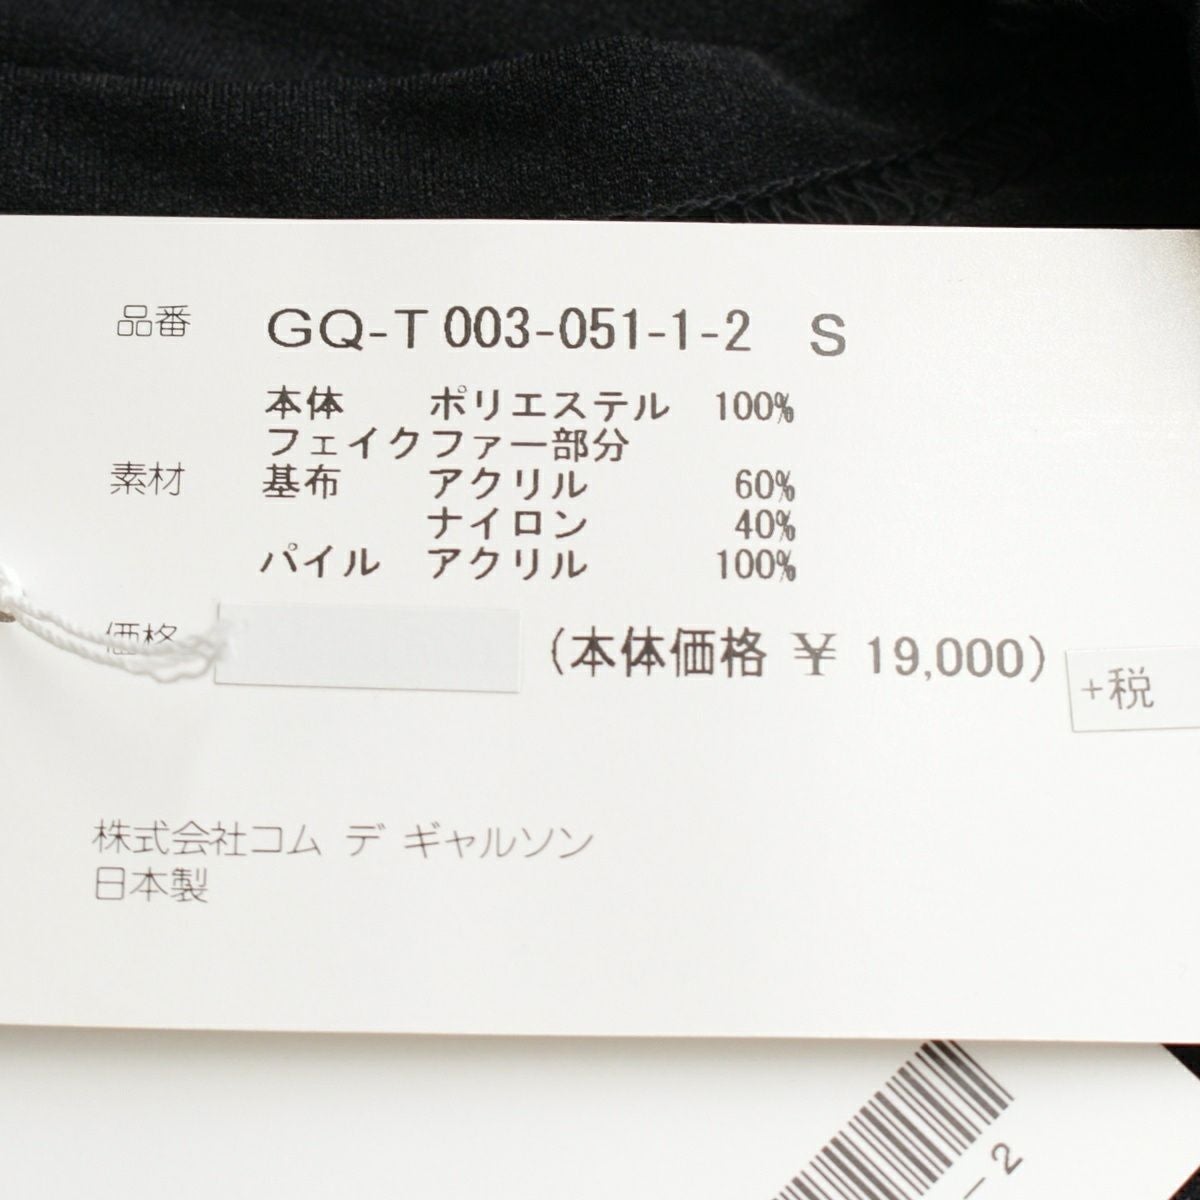 品番 GQ-T 003-051-1-2 S
本体 ポリエステル 100%
フェイクファー部分
素材 基布 アクリル 60%
ナイロン 40%
パイル アクリル 100%
価格 (本体価格 ¥ 19,000) +税
株式会社コム デ ギャルソン
日本製
-2